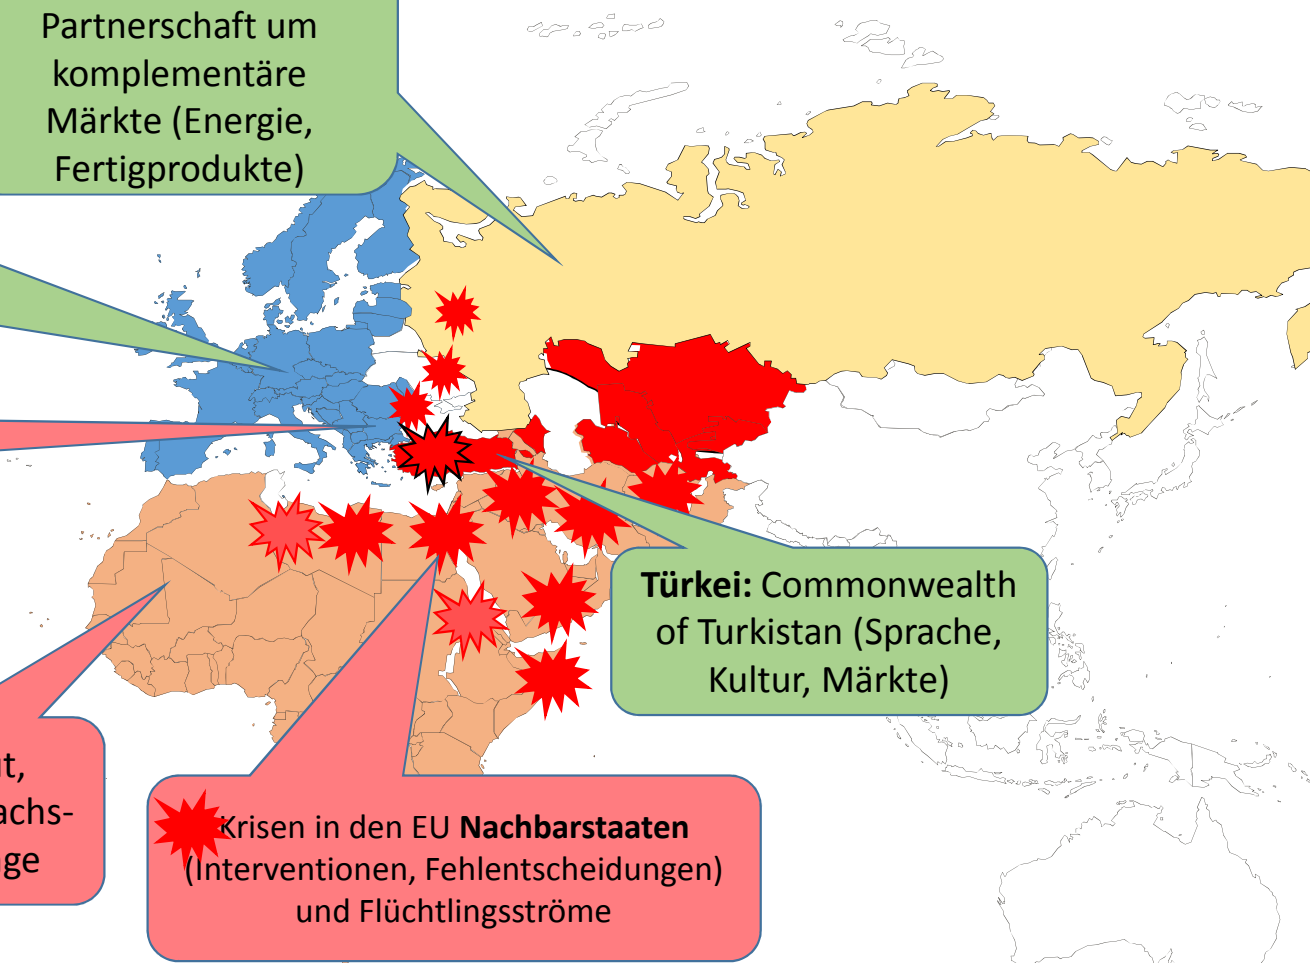 Partnerschaft um
komplementäre
Märkte (Energie,
Fertigprodukte)
Türkei: Commonwealth
of Turkistan (Sprache,
Kultur, Märkte)
Krisen in den EU Nachbarstaaten
(Interventionen, Fehlentscheidungen)
und Flüchtlingsströme